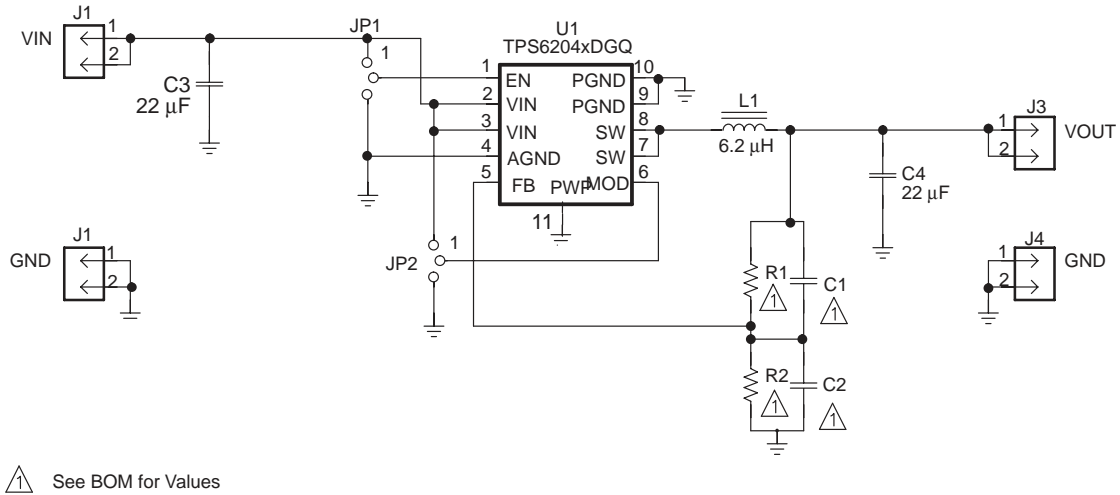 J1
VIN
1
2
C3
22 μF
JP1
1
U1
TPS6204xDGQ
1
EN
2
VIN
3
VIN
4
AGND
5
FB
PWP
11
10
PGND
9
PGND
8
SW
7
SW
6
MOD
L1
6.2 μH
J3
1
2
VOUT
C4
22 μF
J1
GND
1
2
JP2
1
R1
1
C1
1
R2
1
C2
1
J4
1
2
GND
1 See BOM for Values